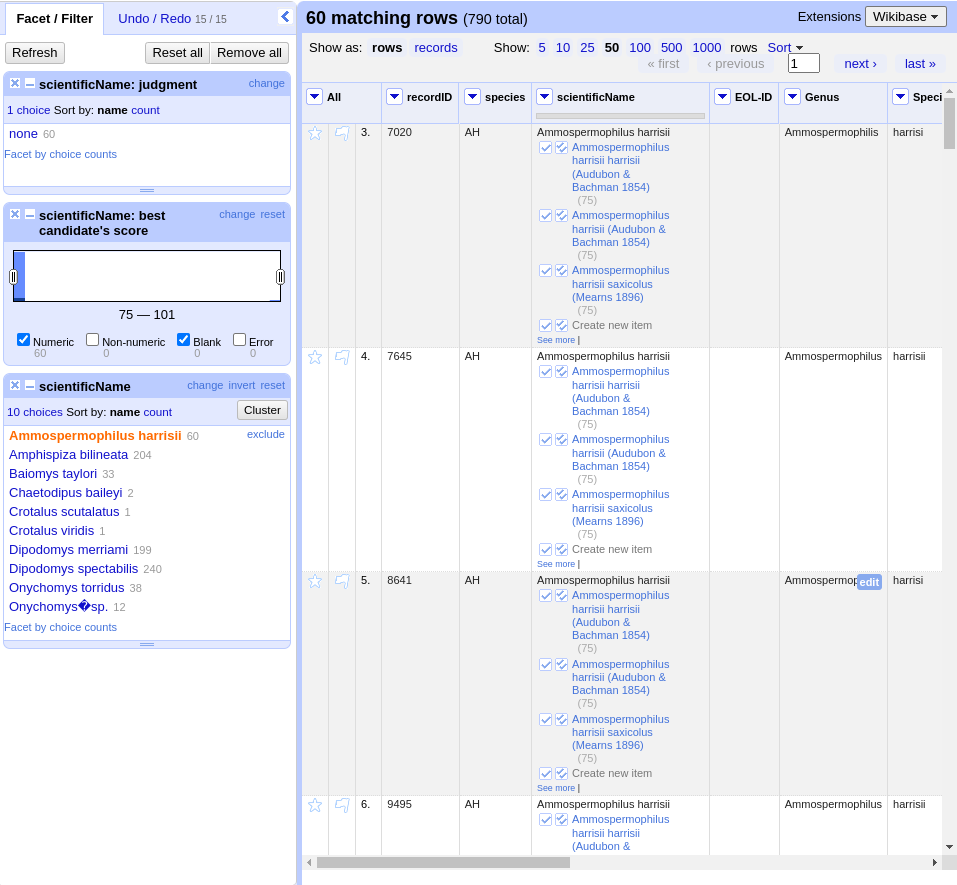 Facet / Filter
Undo / Redo 15 / 15
Refresh
Reset all
Remove all
scientificName: judgment
change
1 choice Sort by: name count
none 60
Facet by choice counts
scientificName: best candidate's score
change reset
75 — 101
Numeric
60
Non-numeric
0
Blank
0
Error
0
scientificName
change invert reset
10 choices Sort by: name count
Cluster
Ammospermophilus harrisii 60
exclude
Amphispiza bilineata 204
Baiomys taylori 33
Chaetodipus baileyi 2
Crotalus scutalatus 1
Crotalus viridis 1
Dipodomys merriami 199
Dipodomys spectabilis 240
Onychomys torridus 38
Onychomys�sp. 12
Facet by choice counts
60 matching rows (790 total)
Extensions
Wikibase
Show as: rows records
Show: 5 10 25 50 100 500 1000 rows
Sort
« first
‹ previous
1
next ›
last »
All
recordID
species
scientificName
EOL-ID
Genus
Speci
3.
7020
AH
Ammospermophilus harrisii
Ammospermophilis
harrisi
Ammospermophilus
harrisii harrisii
(Audubon &
Bachman 1854)
(75)
Ammospermophilus
harrisii (Audubon &
Bachman 1854)
(75)
Ammospermophilus
harrisii saxicolus
(Mearns 1896)
(75)
Create new item
See more |
4.
7645
AH
Ammospermophilus harrisii
Ammospermophilus
harrisii
Ammospermophilus
harrisii harrisii
(Audubon &
Bachman 1854)
(75)
Ammospermophilus
harrisii (Audubon &
Bachman 1854)
(75)
Ammospermophilus
harrisii saxicolus
(Mearns 1896)
(75)
Create new item
See more |
5.
8641
AH
Ammospermophilus harrisii
Ammospermop
edit
harrisi
Ammospermophilus
harrisii harrisii
(Audubon &
Bachman 1854)
(75)
Ammospermophilus
harrisii (Audubon &
Bachman 1854)
(75)
Ammospermophilus
harrisii saxicolus
(Mearns 1896)
(75)
Create new item
See more |
6.
9495
AH
Ammospermophilus harrisii
Ammospermophilus
harrisii
Ammospermophilus
harrisii harrisii
(Audubon &